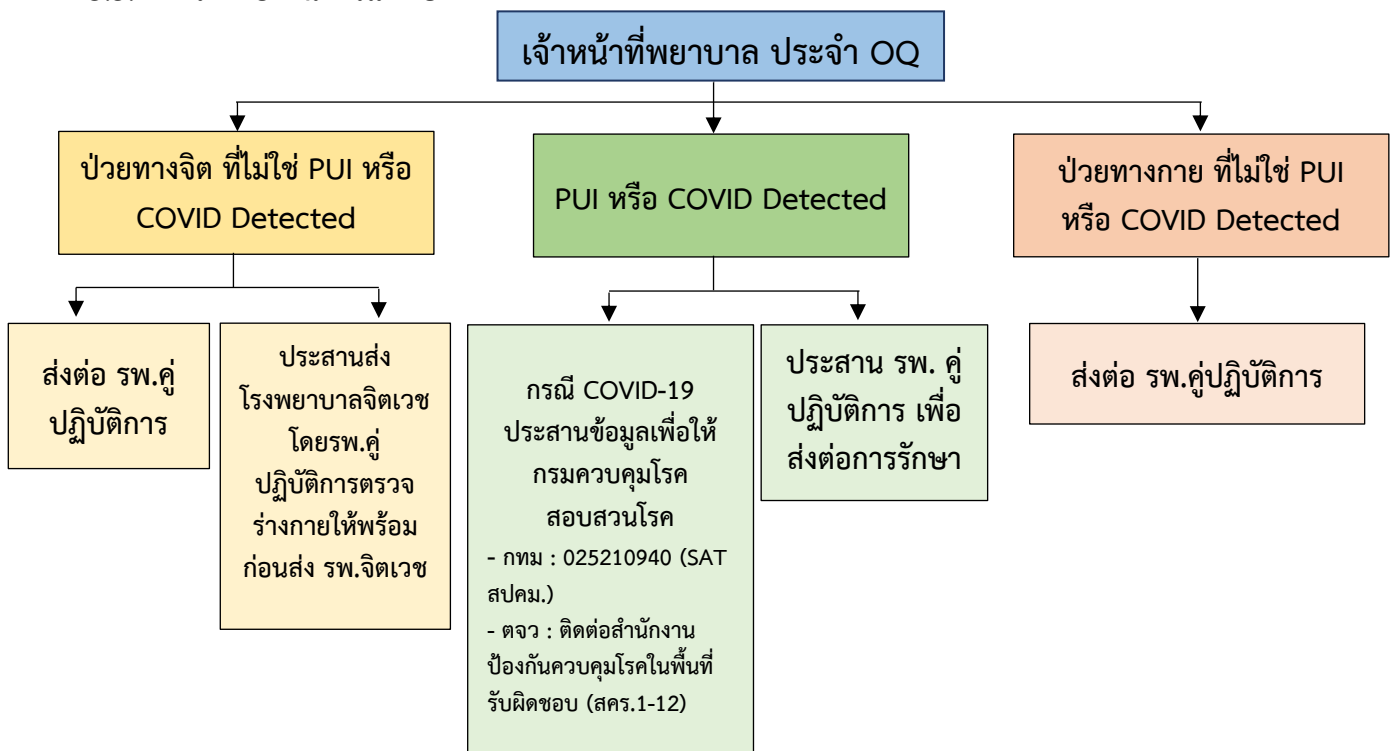 เจ้าหน้าที่พยาบาล ประจำ OQ
ป่วยทางจิต ที่ไม่ใช่ PUI หรือ
COVID Detected
PUI หรือ COVID Detected
ป่วยทางกาย ที่ไม่ใช่ PUI
หรือ COVID Detected
ส่งต่อ รพ.คู่
ปฏิบัติการ
ประสานส่ง
โรงพยาบาลจิตเวช
โดยรพ.คู่
ปฏิบัติการตรวจ
ร่างกายให้พร้อม
ก่อนส่ง รพ.จิตเวช
กรณี COVID-19
ประสานข้อมูลเพื่อให้
กรมควบคุมโรค
สอบสวนโรค
- กทม : 025210940 (SAT
สปคม.)
- ตจว : ติดต่อสำนักงาน
ป้องกันควบคุมโรคในพื้นที่
รับผิดชอบ (สคร.1-12)
ประสาน รพ. คู่
ปฏิบัติการ เพื่อ
ส่งต่อการรักษา
ส่งต่อ รพ.คู่ปฏิบัติการ